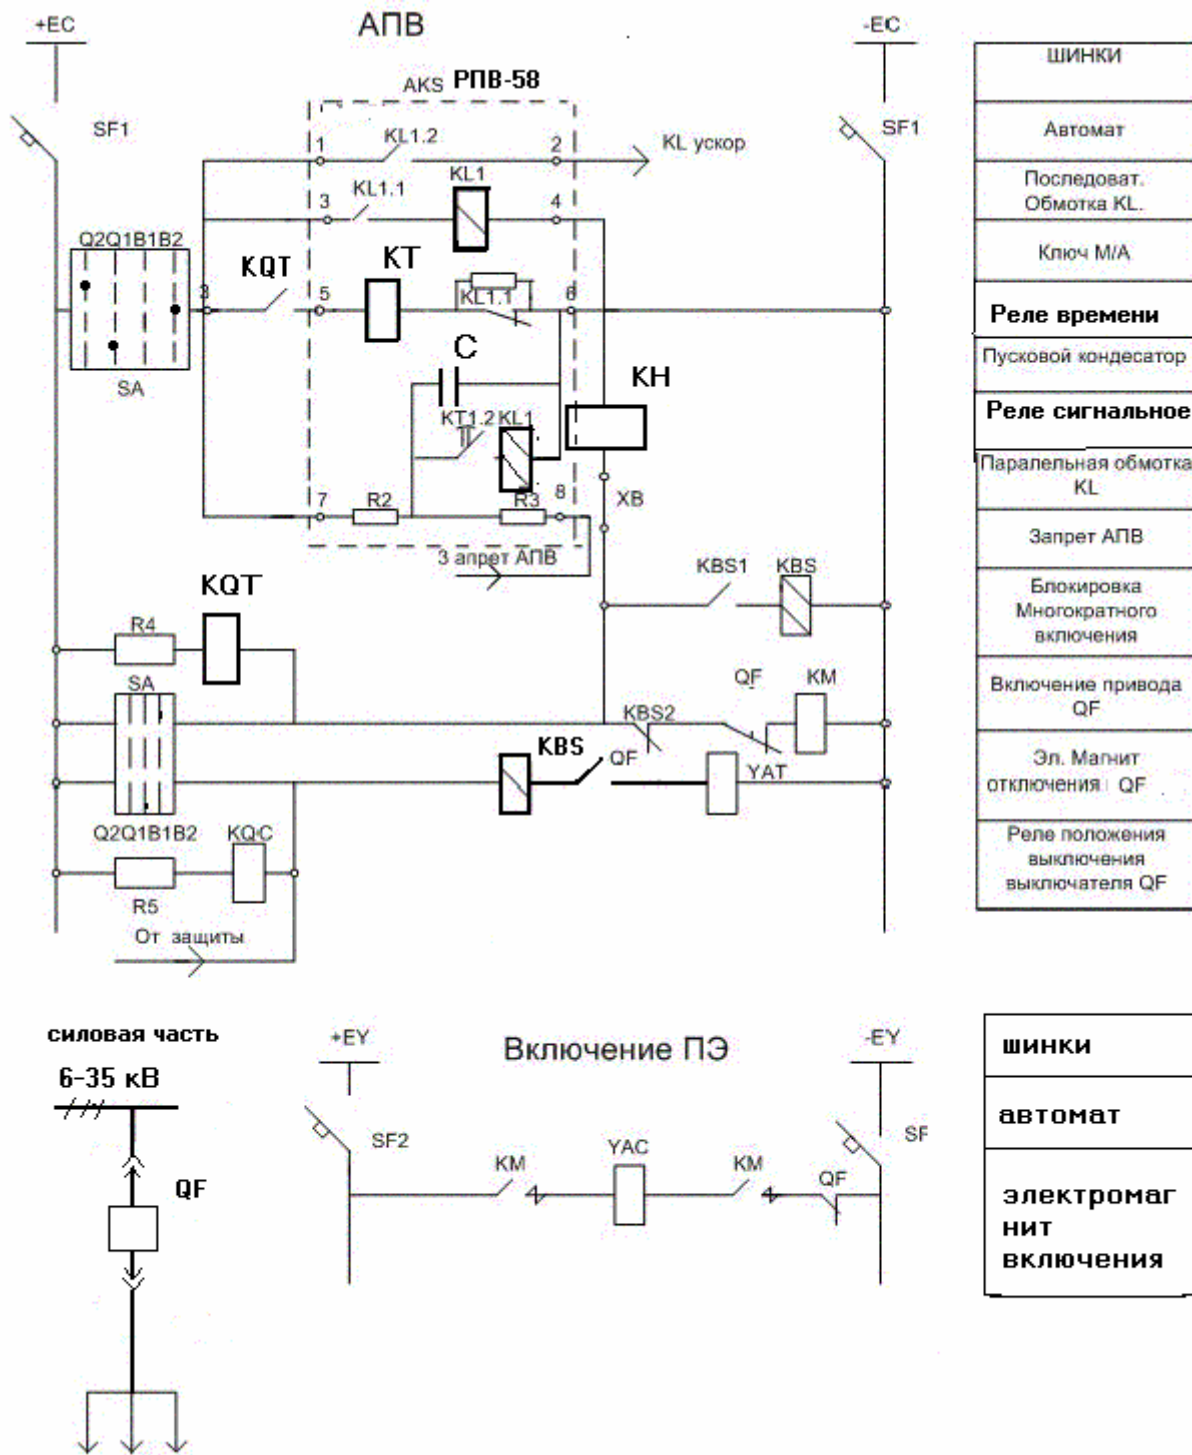 АПВ
+EC
-EC
AKS РПВ-58
SF1
SF1
1
KL1.2
2
KL ускор
KL1.1
KL1
3
4
Q2Q1B1B2
KQT
KT
3
5
KL1.1
6
SA
C
KH
KT1.2 KL1
7
R2
R3
8
XB
З апрет АПВ
KBS1
KBS
KQT
R4
SA
QF
KM
KBS2
KBS
QF
YAT
Q2Q1B1B2
KQC
R5
От защиты
ШИНКИ
Автомат
Последоват.
Обмотка KL.
Ключ М/А
Реле времени
Пусковой кондесатор
Реле сигнальное
Паралельная обмотка
KL
Запрет АПВ
Блокировка
Многократного
включения
Включение привода
QF
Эл. Магнит
отключения QF
Реле положения
выключения
выключателя QF
силовая часть
6-35 кВ
QF
+EY
Включение ПЭ
-EY
SF2
SF
KM
YAC
KM
QF
шинки
автомат
электромаг
нит
включения